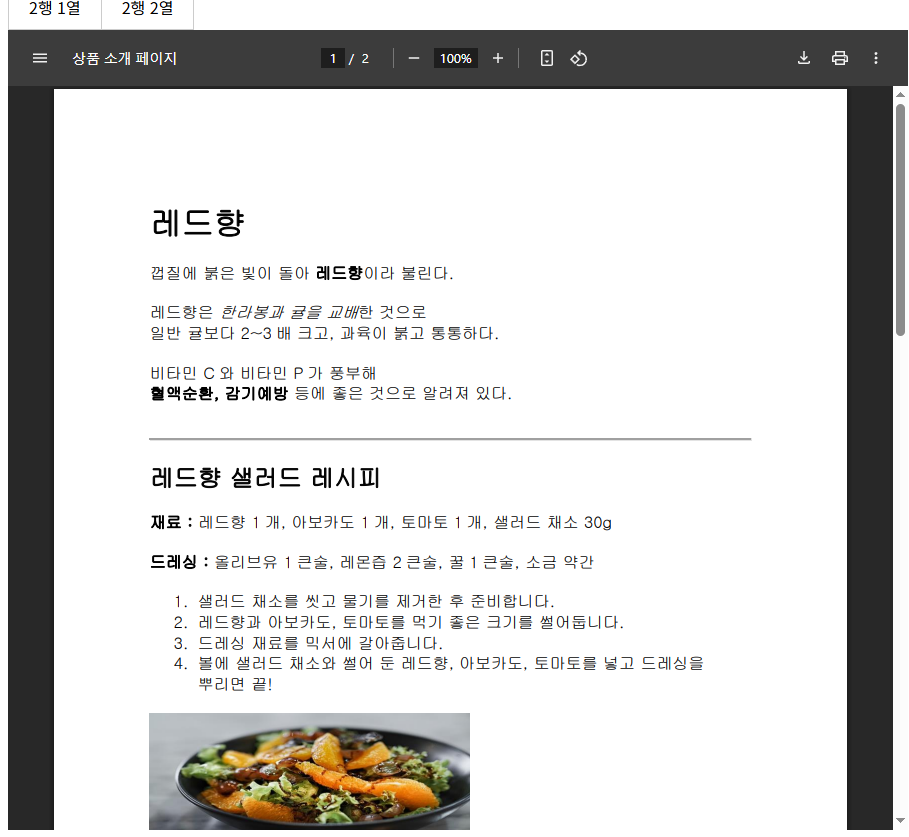 2행 1열 2행 2열
상품 소개 페이지 1 / 2 100%
레드향
껍질에 붉은 빛이 돌아 레드향이라 불린다.
레드향은 한라봉과 귤을 교배한 것으로
일반 귤보다 2~3 배 크고, 과육이 붉고 통통하다.
비타민 C 와 비타민 P 가 풍부해
혈액순환, 감기예방 등에 좋은 것으로 알려져 있다.
레드향 샐러드 레시피
재료 : 레드향 1 개, 아보카도 1 개, 토마토 1 개, 샐러드 채소 30g
드레싱 : 올리브유 1 큰술, 레몬즙 2 큰술, 꿀 1 큰술, 소금 약간
1. 샐러드 채소를 씻고 물기를 제거한 후 준비합니다.
2. 레드향과 아보카도, 토마토를 먹기 좋은 크기를 썰어둡니다.
3. 드레싱 재료를 믹서에 갈아줍니다.
4. 볼에 샐러드 채소와 썰어 둔 레드향, 아보카도, 토마토를 넣고 드레싱을
뿌리면 끝!